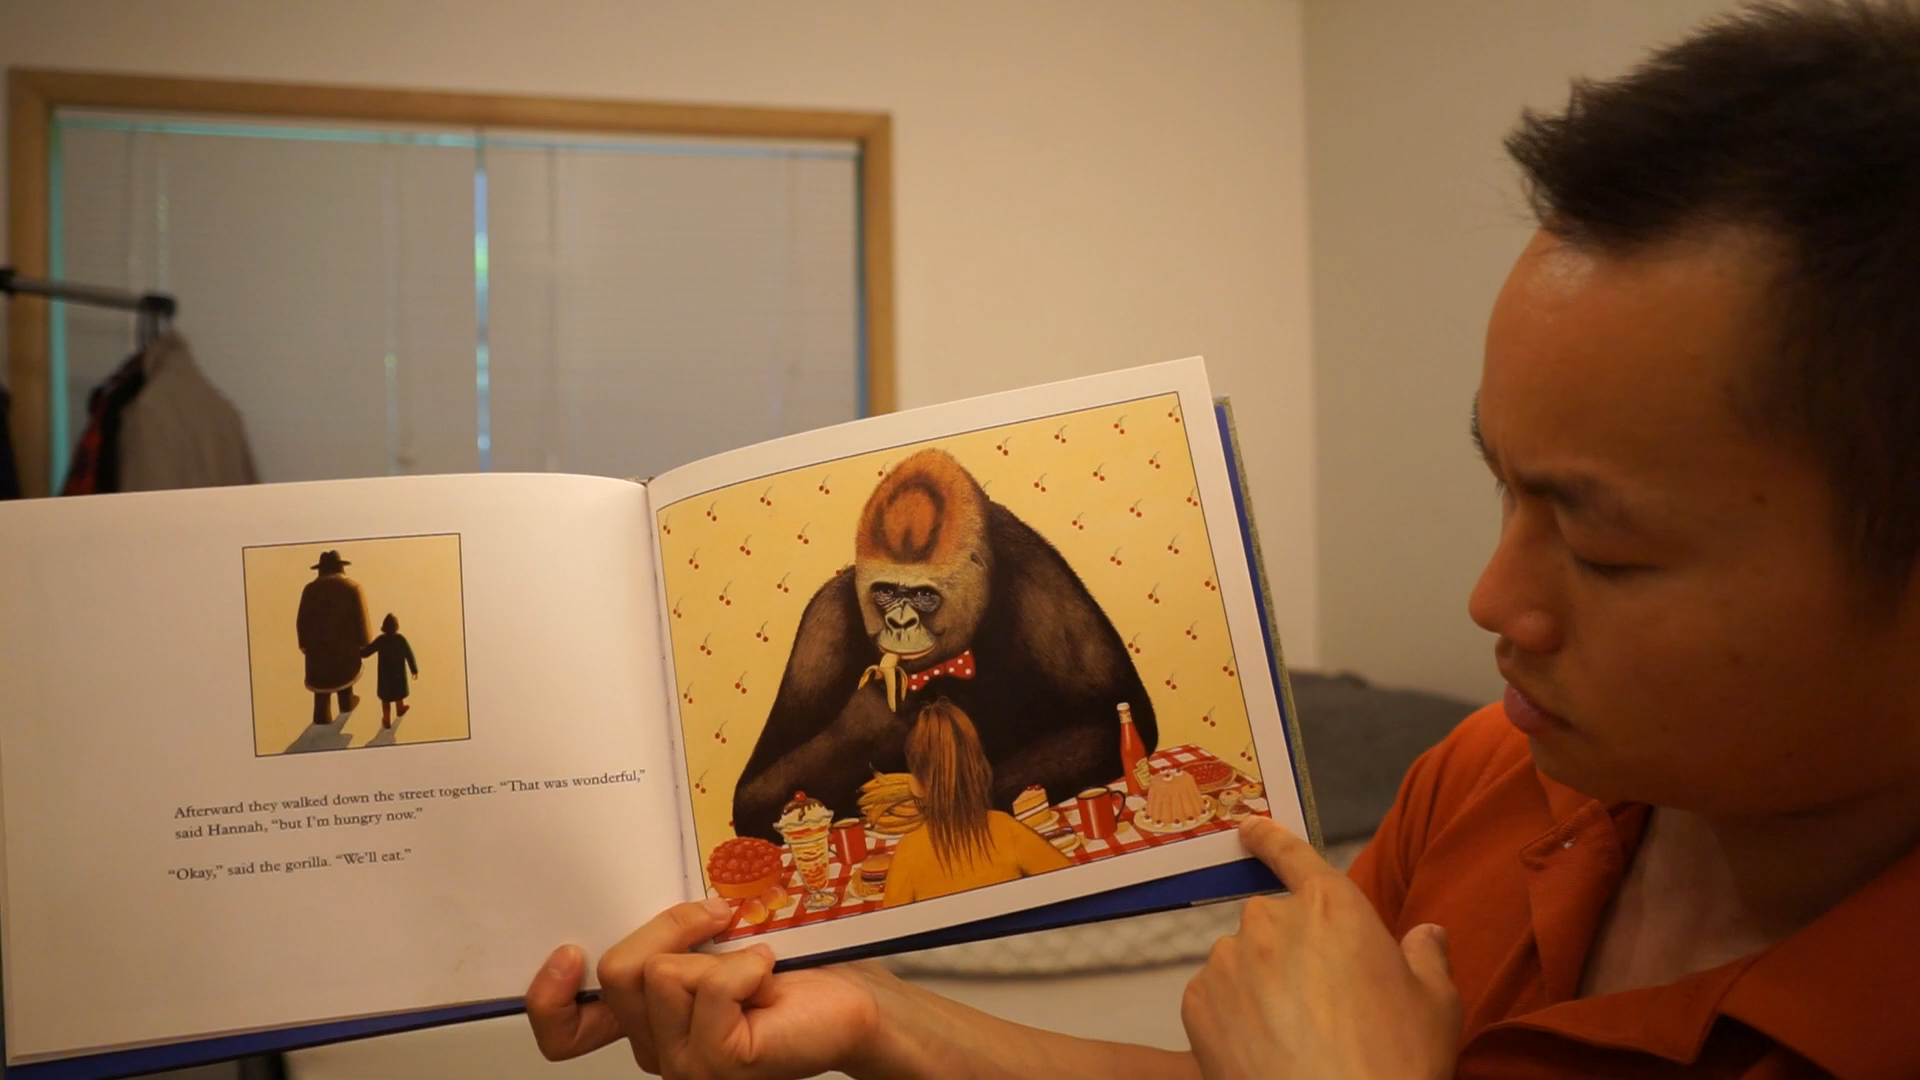 Afterward they walked down the street together. “That was wonderful,”
said Hannah, “but I’m hungry now.”
“Okay,” said the gorilla. “We’ll eat.”